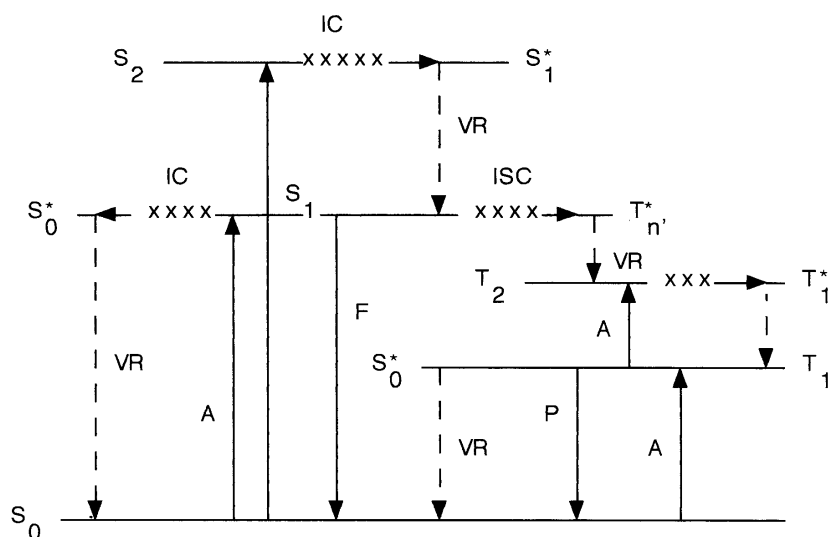 IC
S2 x x x x x S1*
VR
IC S1 ISC
S0* x x x x x x x x Tn'*
T2 VR x x x T1*
F A
S0* T1
VR A VR P A
S0